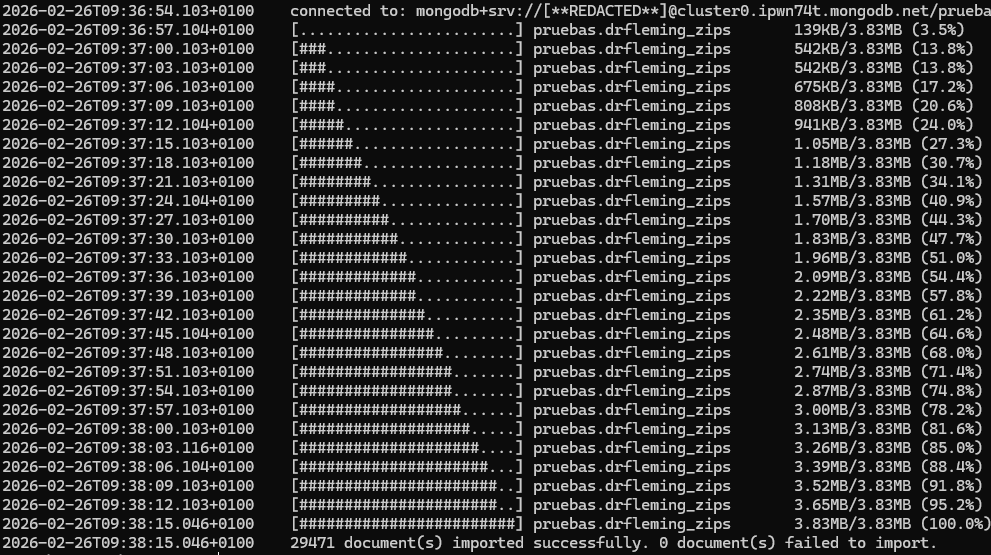 2026-02-26T09:36:54.103+0100    connected to: mongodb+srv://[**REDACTED**]@cluster0.ipwn74t.mongodb.net/prueba
2026-02-26T09:36:57.104+0100    [........................] pruebas.drfleming_zips       139KB/3.83MB (3.5%)
2026-02-26T09:37:00.103+0100    [###.....................] pruebas.drfleming_zips       542KB/3.83MB (13.8%)
2026-02-26T09:37:03.103+0100    [###.....................] pruebas.drfleming_zips       542KB/3.83MB (13.8%)
2026-02-26T09:37:06.103+0100    [####....................] pruebas.drfleming_zips       675KB/3.83MB (17.2%)
2026-02-26T09:37:09.103+0100    [####....................] pruebas.drfleming_zips       808KB/3.83MB (20.6%)
2026-02-26T09:37:12.104+0100    [#####...................] pruebas.drfleming_zips       941KB/3.83MB (24.0%)
2026-02-26T09:37:15.103+0100    [######..................] pruebas.drfleming_zips       1.05MB/3.83MB (27.3%)
2026-02-26T09:37:18.103+0100    [#######.................] pruebas.drfleming_zips       1.18MB/3.83MB (30.7%)
2026-02-26T09:37:21.103+0100    [########................] pruebas.drfleming_zips       1.31MB/3.83MB (34.1%)
2026-02-26T09:37:24.104+0100    [#########...............] pruebas.drfleming_zips       1.57MB/3.83MB (40.9%)
2026-02-26T09:37:27.103+0100    [##########..............] pruebas.drfleming_zips       1.70MB/3.83MB (44.3%)
2026-02-26T09:37:30.103+0100    [###########.............] pruebas.drfleming_zips       1.83MB/3.83MB (47.7%)
2026-02-26T09:37:33.103+0100    [############............] pruebas.drfleming_zips       1.96MB/3.83MB (51.0%)
2026-02-26T09:37:36.103+0100    [#############...........] pruebas.drfleming_zips       2.09MB/3.83MB (54.4%)
2026-02-26T09:37:39.103+0100    [#############...........] pruebas.drfleming_zips       2.22MB/3.83MB (57.8%)
2026-02-26T09:37:42.103+0100    [##############..........] pruebas.drfleming_zips       2.35MB/3.83MB (61.2%)
2026-02-26T09:37:45.104+0100    [###############.........] pruebas.drfleming_zips       2.48MB/3.83MB (64.6%)
2026-02-26T09:37:48.103+0100    [################........] pruebas.drfleming_zips       2.61MB/3.83MB (68.0%)
2026-02-26T09:37:51.103+0100    [#################.......] pruebas.drfleming_zips       2.74MB/3.83MB (71.4%)
2026-02-26T09:37:54.103+0100    [#################.......] pruebas.drfleming_zips       2.87MB/3.83MB (74.8%)
2026-02-26T09:37:57.103+0100    [##################......] pruebas.drfleming_zips       3.00MB/3.83MB (78.2%)
2026-02-26T09:38:00.103+0100    [###################.....] pruebas.drfleming_zips       3.13MB/3.83MB (81.6%)
2026-02-26T09:38:03.116+0100    [####################....] pruebas.drfleming_zips       3.26MB/3.83MB (85.0%)
2026-02-26T09:38:06.104+0100    [#####################...] pruebas.drfleming_zips       3.39MB/3.83MB (88.4%)
2026-02-26T09:38:09.103+0100    [######################..] pruebas.drfleming_zips       3.52MB/3.83MB (91.8%)
2026-02-26T09:38:12.103+0100    [######################..] pruebas.drfleming_zips       3.65MB/3.83MB (95.2%)
2026-02-26T09:38:15.046+0100    [########################] pruebas.drfleming_zips       3.83MB/3.83MB (100.0%)
2026-02-26T09:38:15.046+0100    29471 document(s) imported successfully. 0 document(s) failed to import.